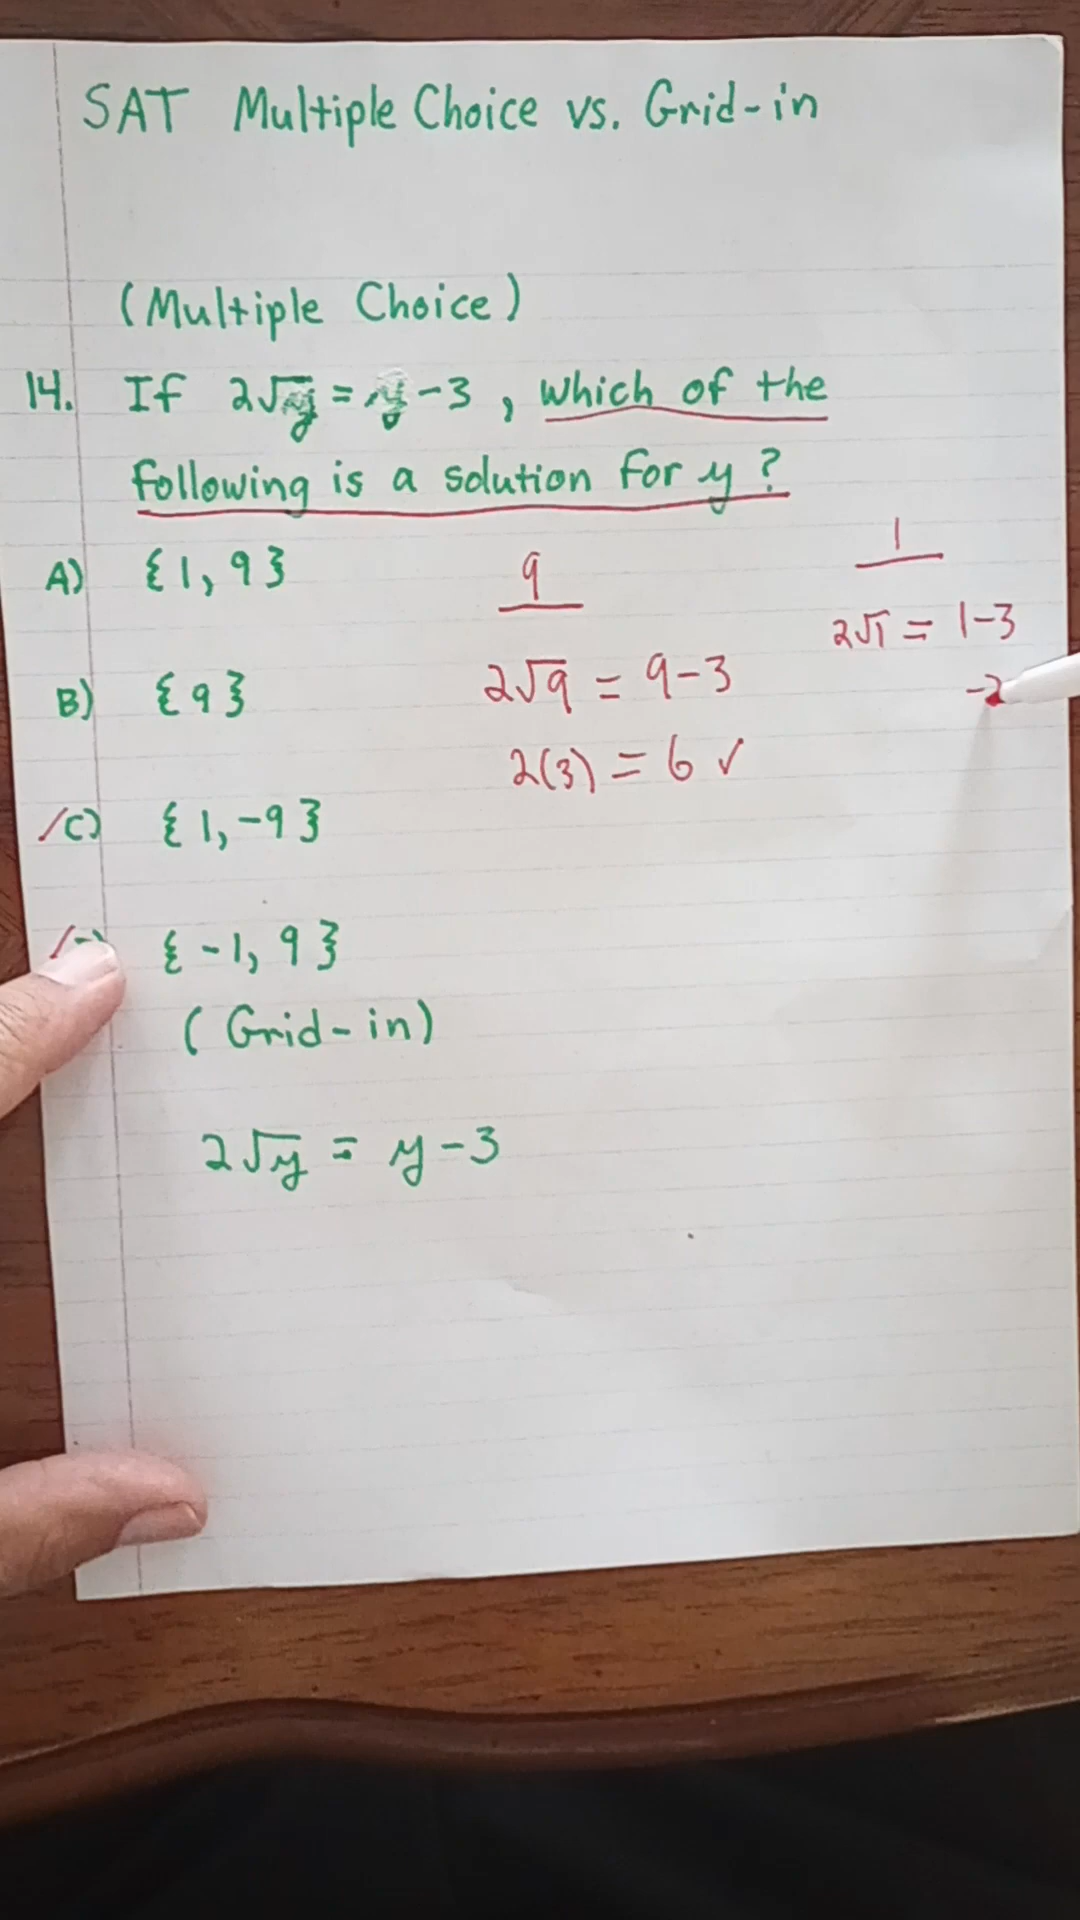 SAT Multiple Choice vs. Grid-in
(Multiple Choice)
14. If 2√y = y-3, which of the
following is a solution for y?
A) {1, 9}
B) {9}
C) {1, -9}
{-1, 9}
9
2√9 = 9-3
2(3) = 6 ✓
1
2√1 = 1-3
-2
(Grid-in)
2√y = y-3